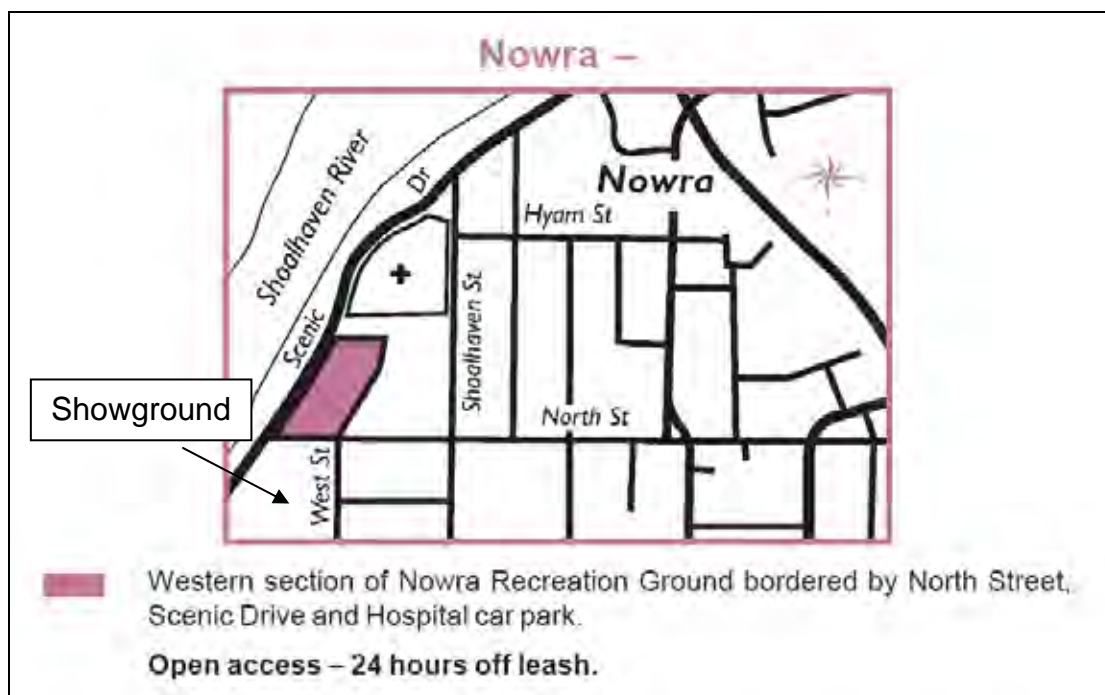 Nowra –
Shoalhaven River
Dr
Nowra
Hyam St
Scenic
Shoalhaven St
Showground
North St
West St
Western section of Nowra Recreation Ground bordered by North Street,
Scenic Drive and Hospital car park.
Open access – 24 hours off leash.